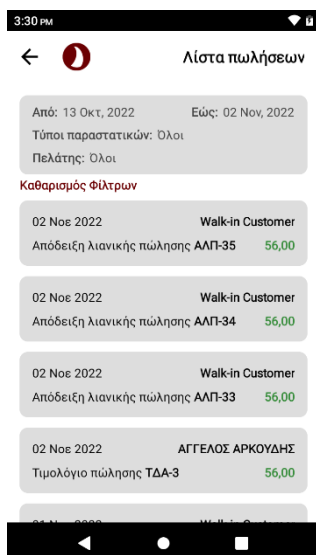 3:30 PM
Λίστα πωλήσεων
Από: 13 Οκτ, 2022 Εώς: 02 Nov, 2022
Τύποι παραστατικών: Όλοι
Πελάτης: Όλοι
Καθαρισμός Φίλτρων
02 Νοε 2022 Walk-in Customer
Απόδειξη λιανικής πώλησης ΑΛΠ-35 56,00
02 Νοε 2022 Walk-in Customer
Απόδειξη λιανικής πώλησης ΑΛΠ-34 56,00
02 Νοε 2022 Walk-in Customer
Απόδειξη λιανικής πώλησης ΑΛΠ-33 56,00
02 Νοε 2022 ΑΓΓΕΛΟΣ ΑΡΚΟΥΔΗΣ
Τιμολόγιο πώλησης ΤΔΑ-3 56,00